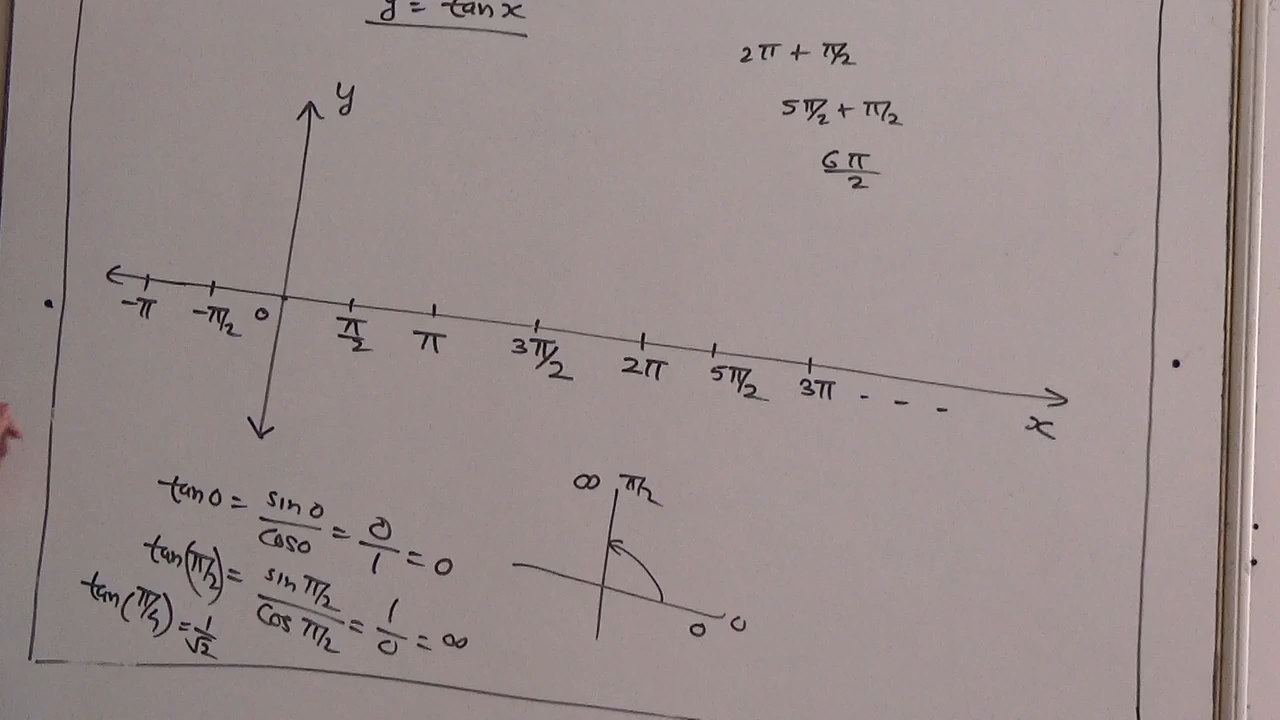 y = tan x
2π + π/2
5π/2 + π/2
6π/2
y
-π -π/2 0 π/2 π 3π/2 2π 5π/2 3π . - -
x
tan 0 = sin 0/cos 0 = 0/1 = 0
tan(π/2) = sin π/2/cos π/2 = 1/0 = ∞
tan(π/4) = 1/√2
∞ π/2
0 0